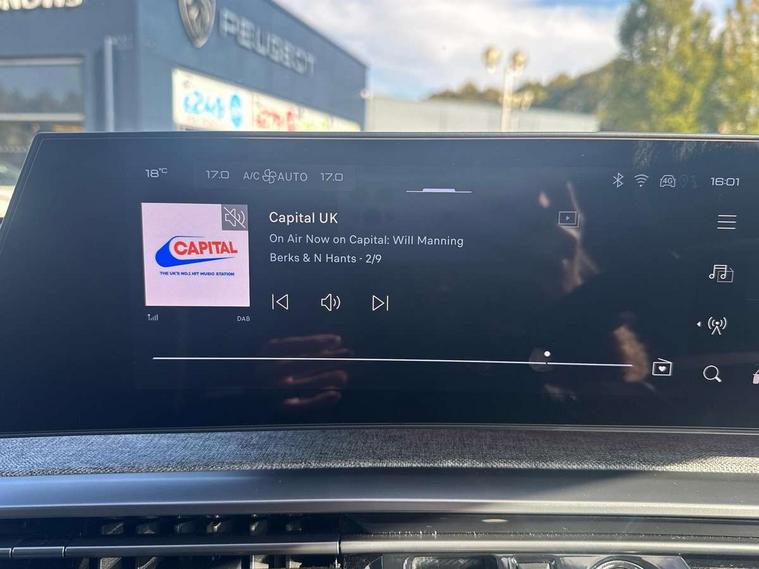 PEUGEOT
18°C
17.0 A/C AUTO 17.0
4G
16:01
CAPITAL
THE UK'S NO.1 HIT MUSIC STATION
Capital UK
On Air Now on Capital: Will Manning
Berks & N Hants - 2/9
DAB